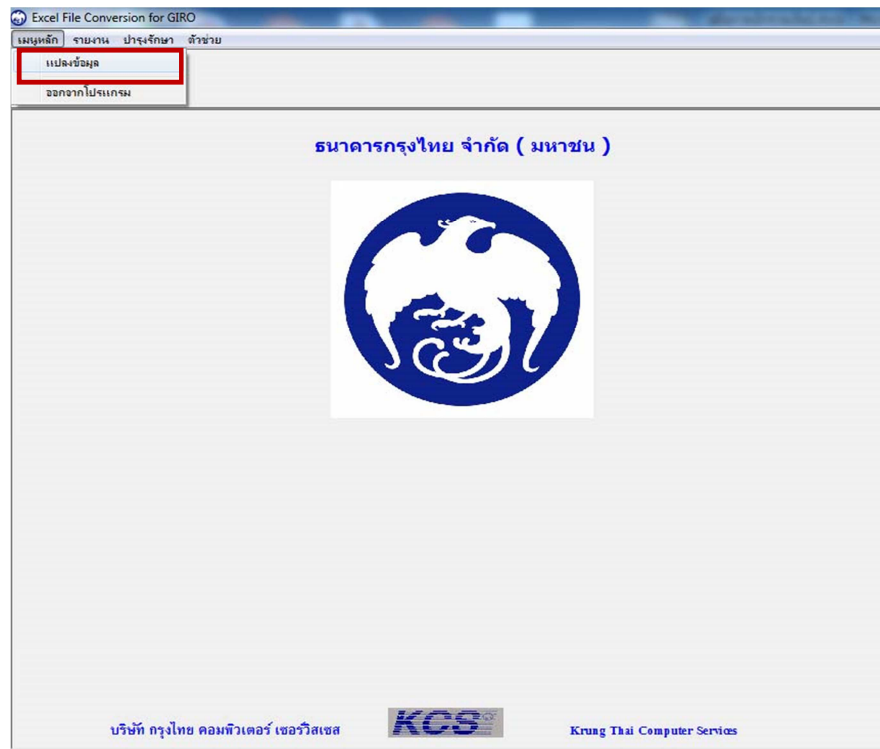 Excel File Conversion for GIRO
เมนูหลัก รายงาน บำรุงรักษา ตัวช่วย
แปลงข้อมูล
ออกจากโปรแกรม
ธนาคารกรุงไทย จำกัด ( มหาชน )
บริษัท กรุงไทย คอมพิวเตอร์ เซอร์วิสเซส KCS Krung Thai Computer Services